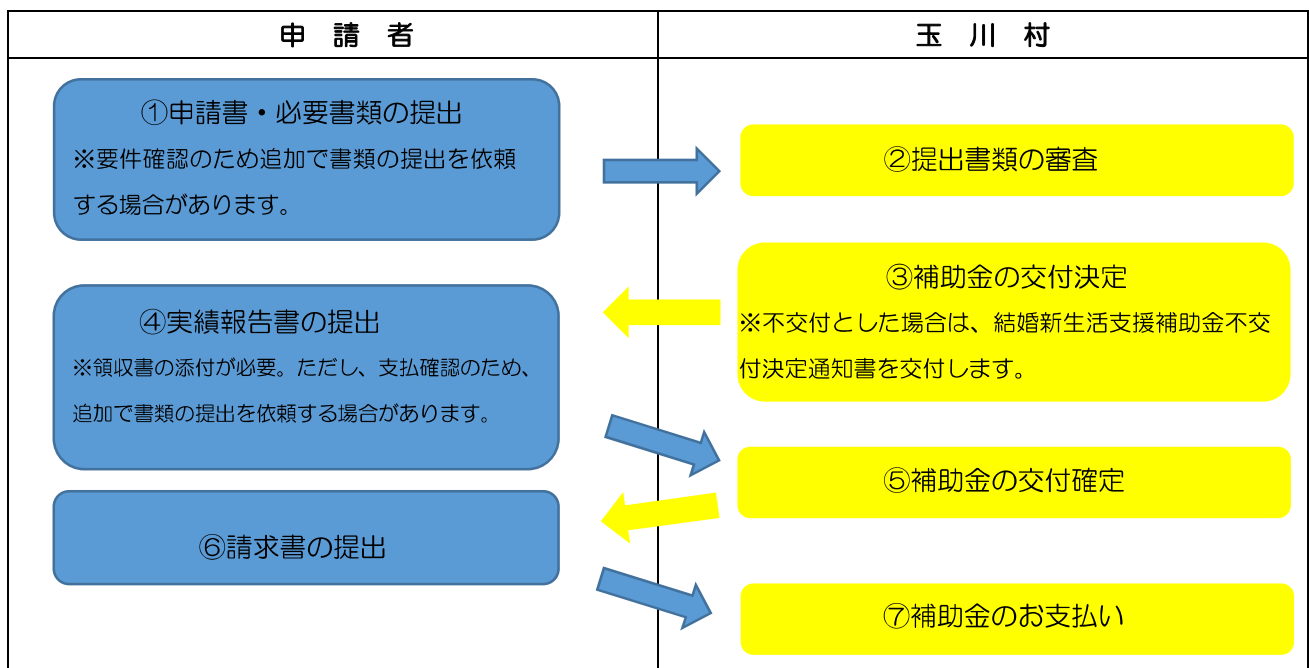 申 請 者
玉 川 村
①申請書・必要書類の提出
※要件確認のため追加で書類の提出を依頼
する場合があります。
②提出書類の審査
③補助金の交付決定
※不交付とした場合は、結婚新生活支援補助金不交
付決定通知書を交付します。
④実績報告書の提出
※領収書の添付が必要。ただし、支払確認のため、
追加で書類の提出を依頼する場合があります。
⑤補助金の交付確定
⑥請求書の提出
⑦補助金のお支払い